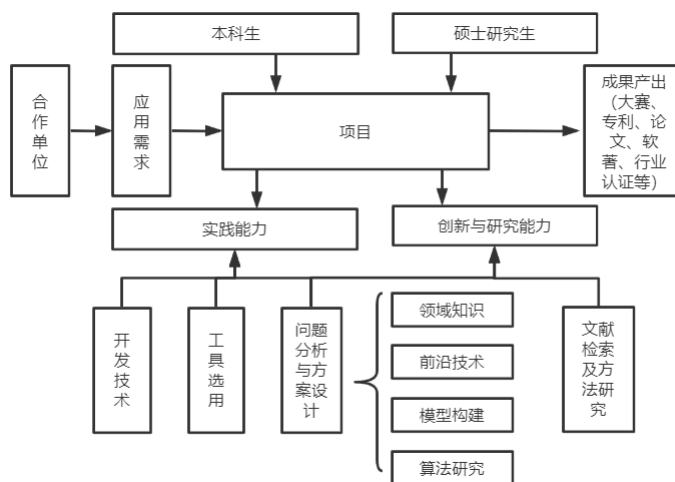 本科生
硕士研究生
合
作
单
位
应
用
需
求
项目
成果产出
（大赛、
专利、论
文、软
著、行业
认证等）
实践能力
创新与研究能力
开
发
技
术
工
具
选
用
问题
分析
与方
案设
计
领域知识
前沿技术
模型构建
算法研究
文献
检索
及方
法研
究